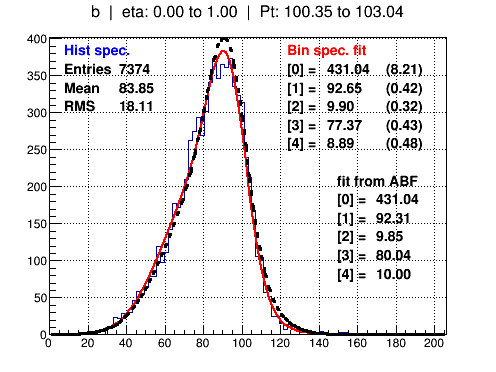 b | eta: 0.00 to 1.00 | Pt: 100.35 to 103.04
Hist spec.
Entries 7374
Mean 83.85
RMS 18.11
Bin spec. fit
[0] = 431.04 (8.21)
[1] = 92.65 (0.42)
[2] = 9.90 (0.32)
[3] = 77.37 (0.43)
[4] = 8.89 (0.48)
fit from ABF
[0] = 431.04
[1] = 92.31
[2] = 9.85
[3] = 80.04
[4] = 10.00
400
350
300
250
200
150
100
50
0
0 20 40 60 80 100 120 140 160 180 200